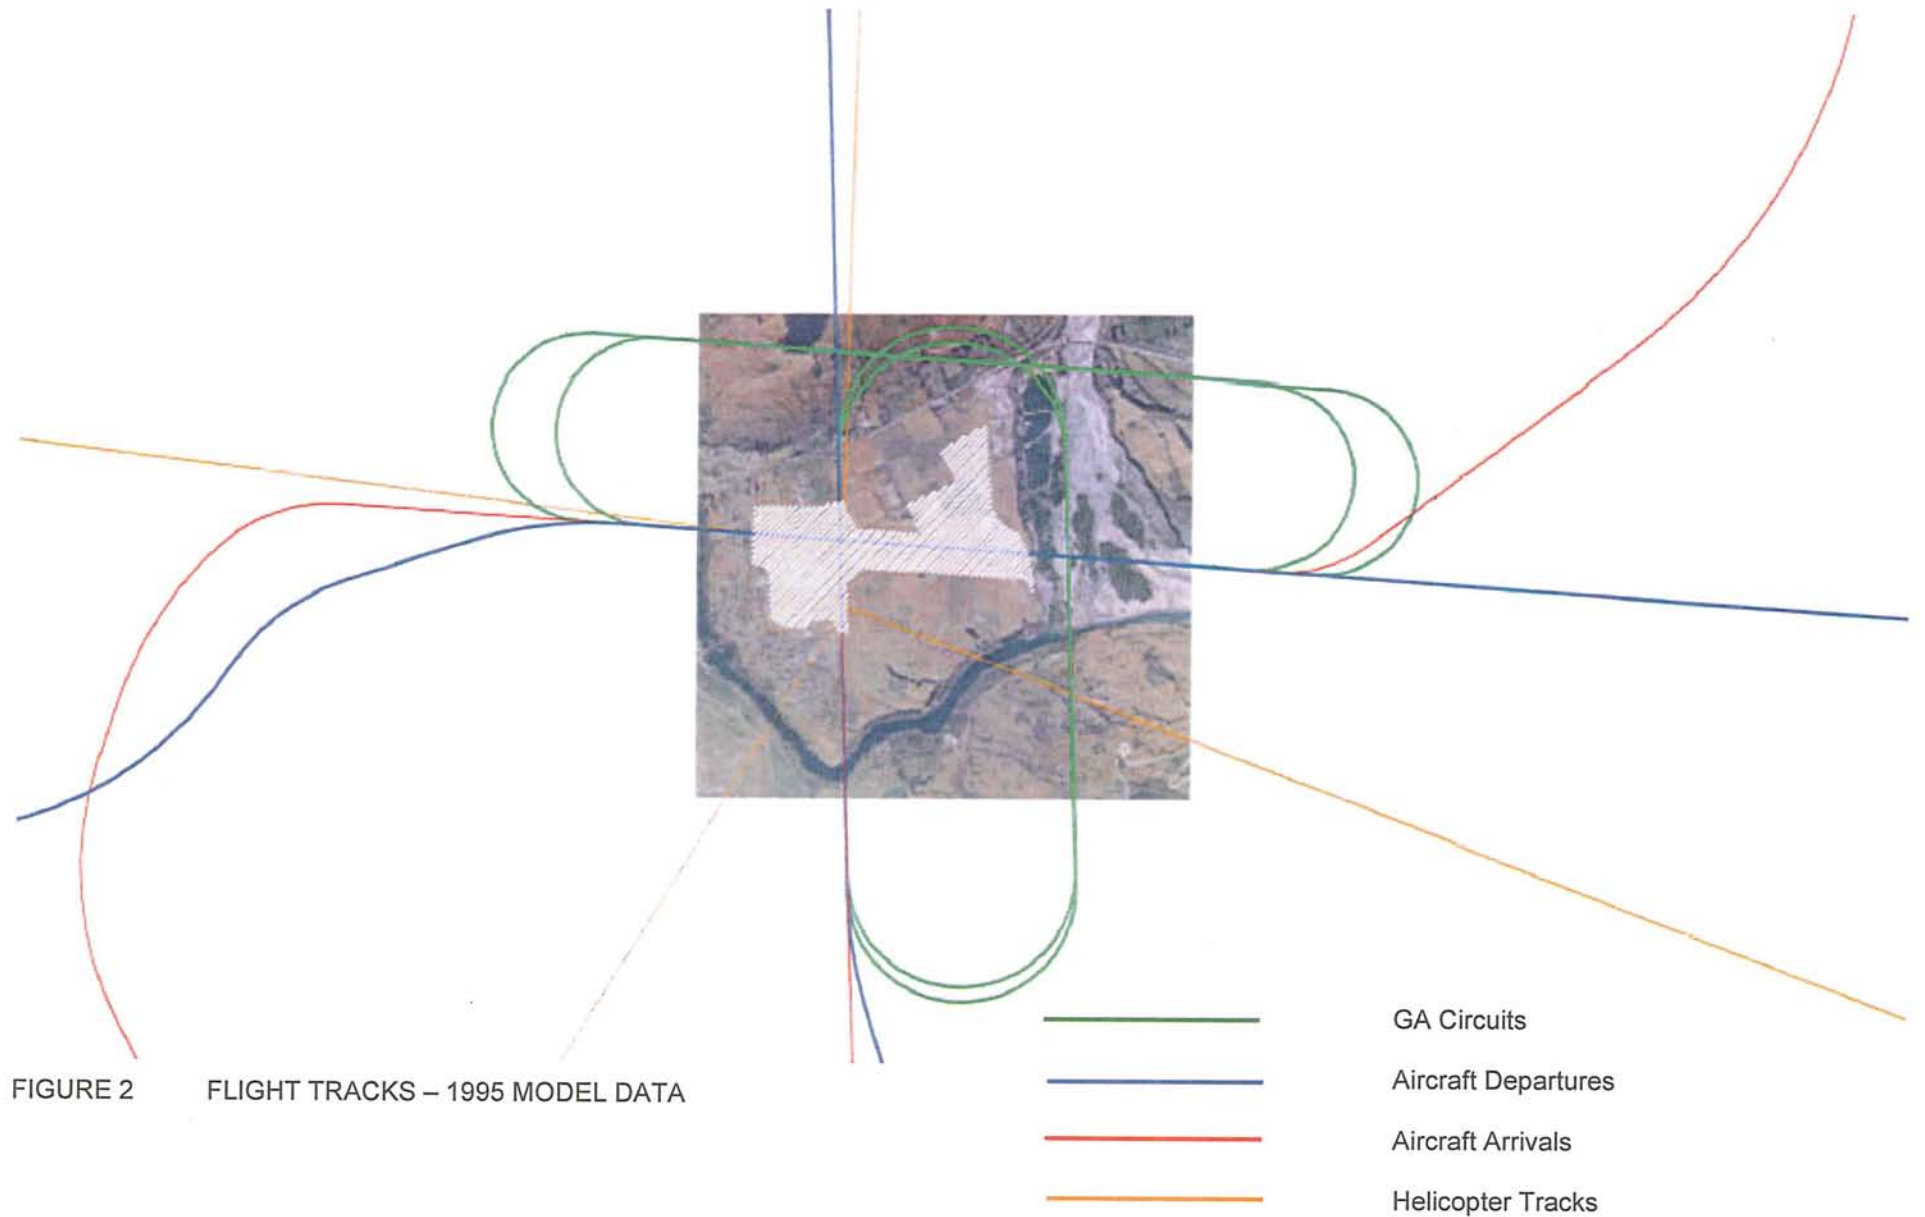 GA Circuits
Aircraft Departures
FIGURE 2 FLIGHT TRACKS – 1995 MODEL DATA
Aircraft Arrivals
Helicopter Tracks